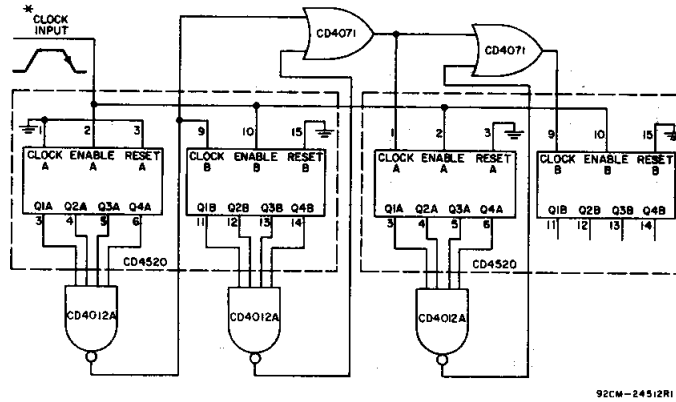 *
CLOCK
INPUT
CD4071
CD4071
1 2 3 9 10 15 1 2 3 9 10 15
CLOCK ENABLE RESET
A A A
CLOCK ENABLE RESET
B B B
CLOCK ENABLE RESET
A A A
CLOCK ENABLE RESET
B B B
Q1A Q2A Q3A Q4A
Q1B Q2B Q3B Q4B
Q1A Q2A Q3A Q4A
Q1B Q2B Q3B Q4B
3 4 5 6
11 12 13 14
3 4 5 6
11 12 13 14
CD4520
CD4520
CD4012A
CD4012A
CD4012A
92CM-24512R1